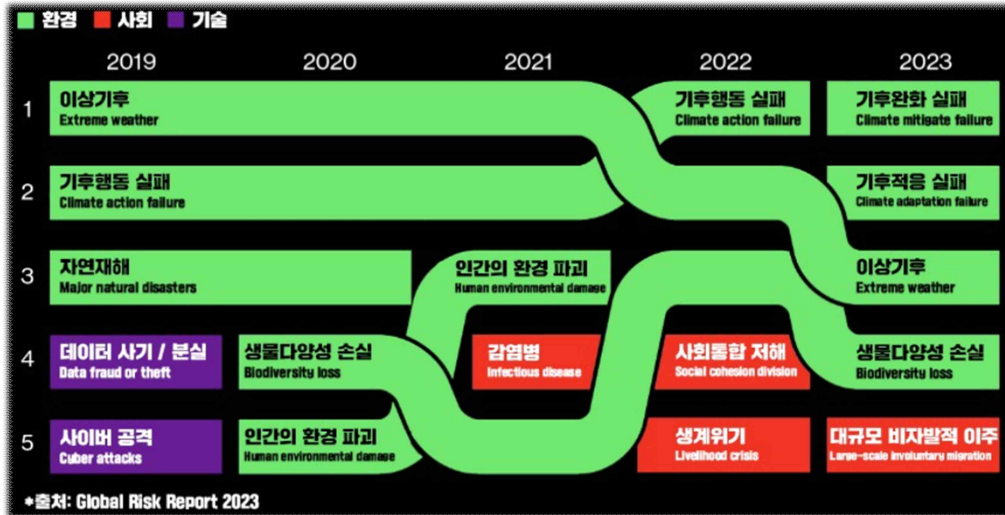 환경 사회 기술
2019 2020 2021 2022 2023
1
이상기후
Extreme weather
기후행동 실패
Climate action failure
기후완화 실패
Climate mitigate failure
2
기후행동 실패
Climate action failure
기후적응 실패
Climate adaptation failure
3
자연재해
Major natural disasters
인간의 환경 파괴
Human environmental damage
이상기후
Extreme weather
4
데이터 사기 / 분실
Data fraud or theft
생물다양성 손실
Biodiversity loss
감염병
Infectious disease
사회통합 저해
Social cohesion division
생물다양성 손실
Biodiversity loss
5
사이버 공격
Cyber attacks
인간의 환경 파괴
Human environmental damage
생계위기
Livelihood crisis
대규모 비자발적 이주
Large-scale involuntary migration
*출처: Global Risk Report 2023